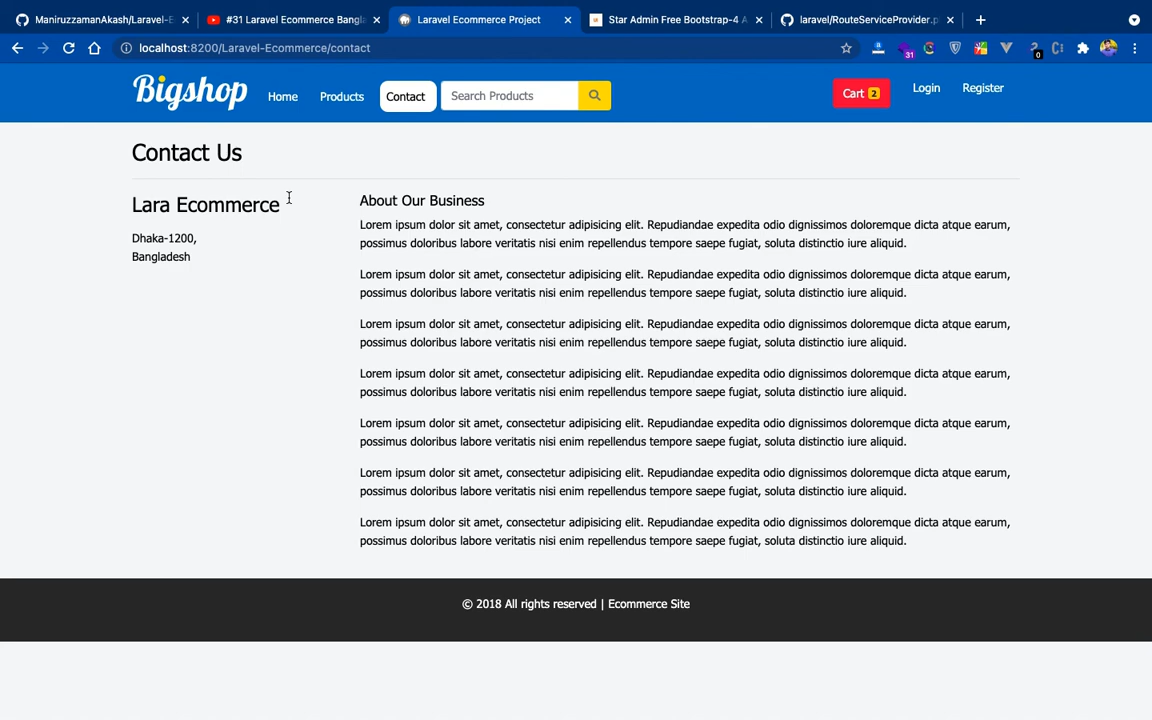 ManiruzzamanAkash/Laravel-E
#31 Laravel Ecommerce Bangla
Laravel Ecommerce Project
Star Admin Free Bootstrap-4 A
laravel/RouteServiceProvider.p
localhost:8200/Laravel-Ecommerce/contact
31
0
Bigshop
Home
Products
Contact
Search Products
Cart 2
Login
Register
Contact Us
Lara Ecommerce
Dhaka-1200,
Bangladesh
About Our Business
Lorem ipsum dolor sit amet, consectetur adipisicing elit. Repudiandae expedita odio dignissimos doloremque dicta atque earum,
possimus doloribus labore veritatis nisi enim repellendus tempore saepe fugiat, soluta distinctio iure aliquid.
Lorem ipsum dolor sit amet, consectetur adipisicing elit. Repudiandae expedita odio dignissimos doloremque dicta atque earum,
possimus doloribus labore veritatis nisi enim repellendus tempore saepe fugiat, soluta distinctio iure aliquid.
Lorem ipsum dolor sit amet, consectetur adipisicing elit. Repudiandae expedita odio dignissimos doloremque dicta atque earum,
possimus doloribus labore veritatis nisi enim repellendus tempore saepe fugiat, soluta distinctio iure aliquid.
Lorem ipsum dolor sit amet, consectetur adipisicing elit. Repudiandae expedita odio dignissimos doloremque dicta atque earum,
possimus doloribus labore veritatis nisi enim repellendus tempore saepe fugiat, soluta distinctio iure aliquid.
Lorem ipsum dolor sit amet, consectetur adipisicing elit. Repudiandae expedita odio dignissimos doloremque dicta atque earum,
possimus doloribus labore veritatis nisi enim repellendus tempore saepe fugiat, soluta distinctio iure aliquid.
Lorem ipsum dolor sit amet, consectetur adipisicing elit. Repudiandae expedita odio dignissimos doloremque dicta atque earum,
possimus doloribus labore veritatis nisi enim repellendus tempore saepe fugiat, soluta distinctio iure aliquid.
Lorem ipsum dolor sit amet, consectetur adipisicing elit. Repudiandae expedita odio dignissimos doloremque dicta atque earum,
possimus doloribus labore veritatis nisi enim repellendus tempore saepe fugiat, soluta distinctio iure aliquid.
© 2018 All rights reserved | Ecommerce Site